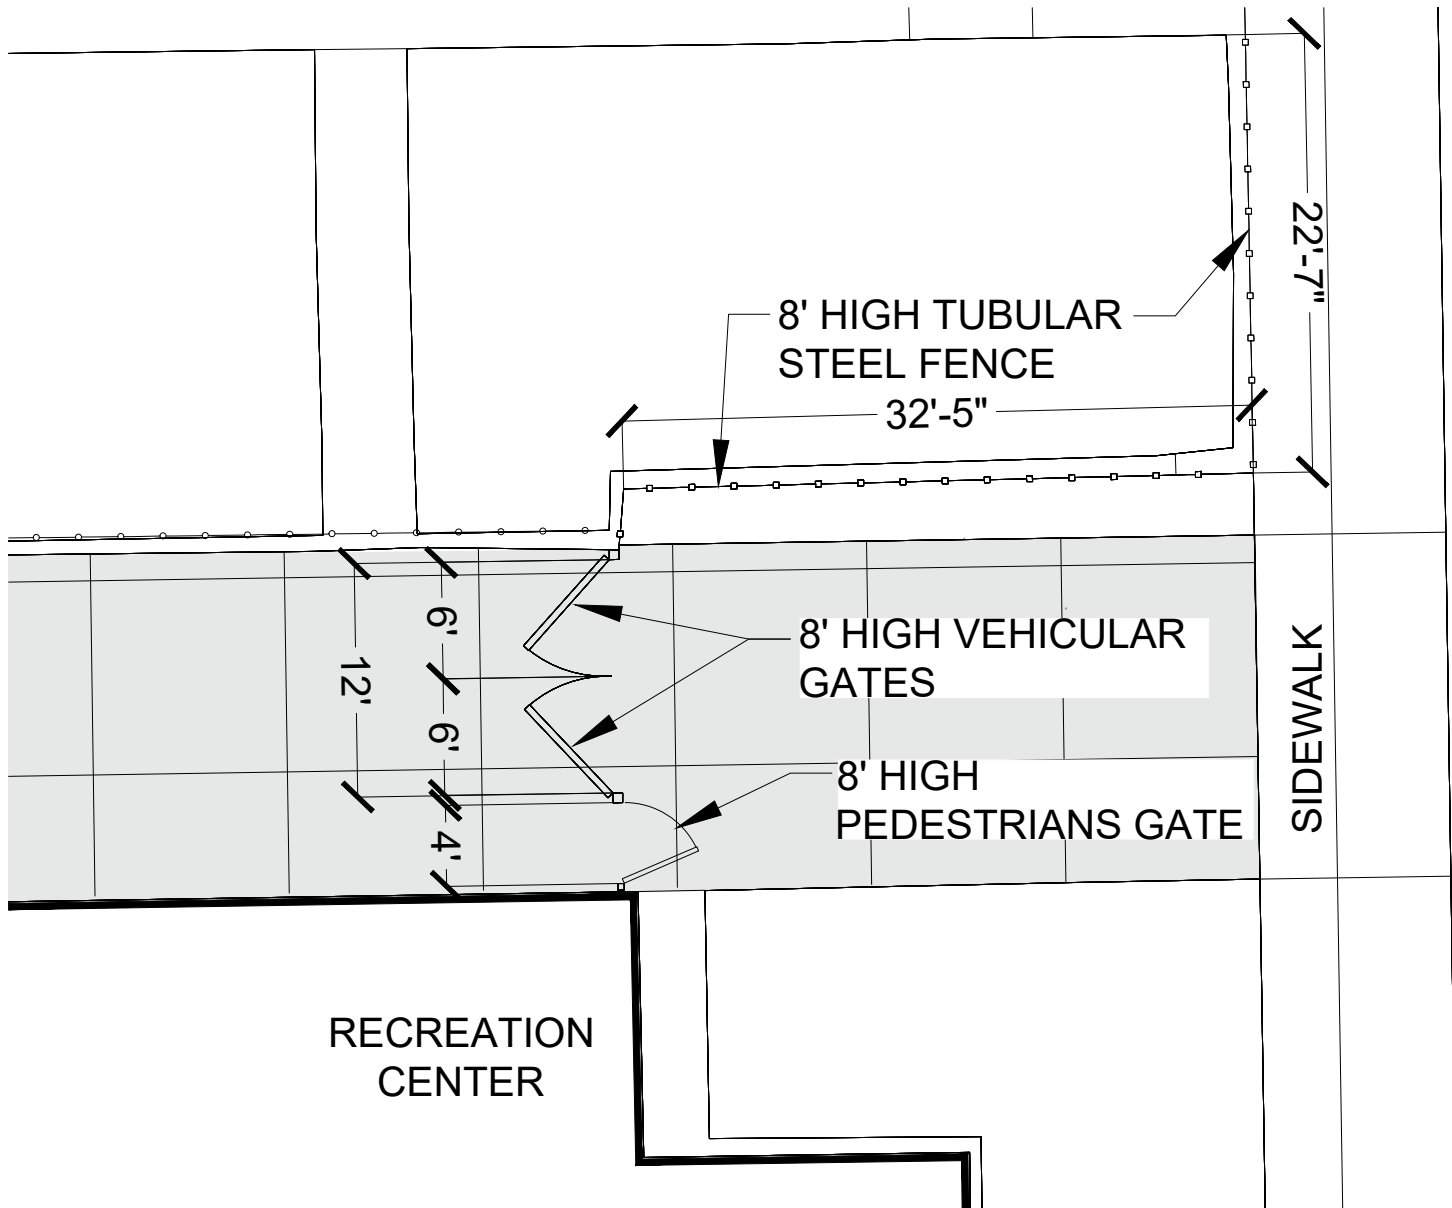 22'-7"
8' HIGH TUBULAR
STEEL FENCE
32'-5"
6'
12'
6'
4'
8' HIGH VEHICULAR
GATES
8' HIGH
PEDESTRIANS GATE
SIDEWALK
RECREATION
CENTER